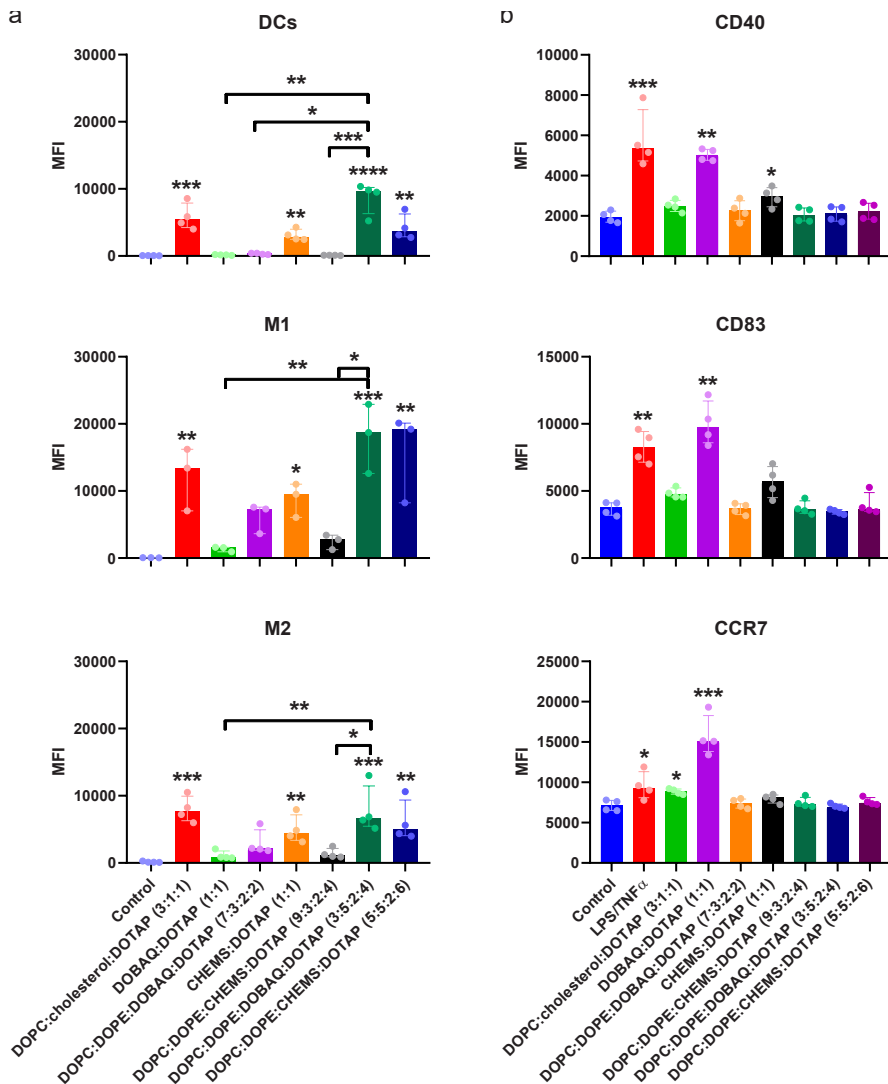 a
DCs
30000
20000
10000
0
MFI
***
**
**
*
***
****
**
M1
30000
20000
10000
0
MFI
**
*
**
*
***
**
M2
30000
20000
10000
0
MFI
***
**
**
*
***
**
Control
DOPC:cholesterol:DOTAP (3:1:1)
DOBAQ:DOTAP (1:1)
DOPC:DOPE:DOBAQ:DOTAP (7:3:2:2)
CHEMS:DOTAP (1:1)
DOPC:DOPE:CHEMS:DOTAP (9:3:2:4)
DOPC:DOPE:DOBAQ:DOTAP (3:5:2:4)
DOPC:DOPE:CHEMS:DOTAP (5:5:2:6)
b
CD40
10000
8000
6000
4000
2000
0
MFI
***
**
*
CD83
15000
10000
5000
0
MFI
**
**
CCR7
25000
20000
15000
10000
5000
0
MFI
*
*
***
Control
LPS/TNFα
DOPC:cholesterol:DOTAP (3:1:1)
DOBAQ:DOTAP (1:1)
DOPC:DOPE:DOBAQ:DOTAP (7:3:2:2)
CHEMS:DOTAP (1:1)
DOPC:DOPE:CHEMS:DOTAP (9:3:2:4)
DOPC:DOPE:DOBAQ:DOTAP (3:5:2:4)
DOPC:DOPE:CHEMS:DOTAP (5:5:2:6)